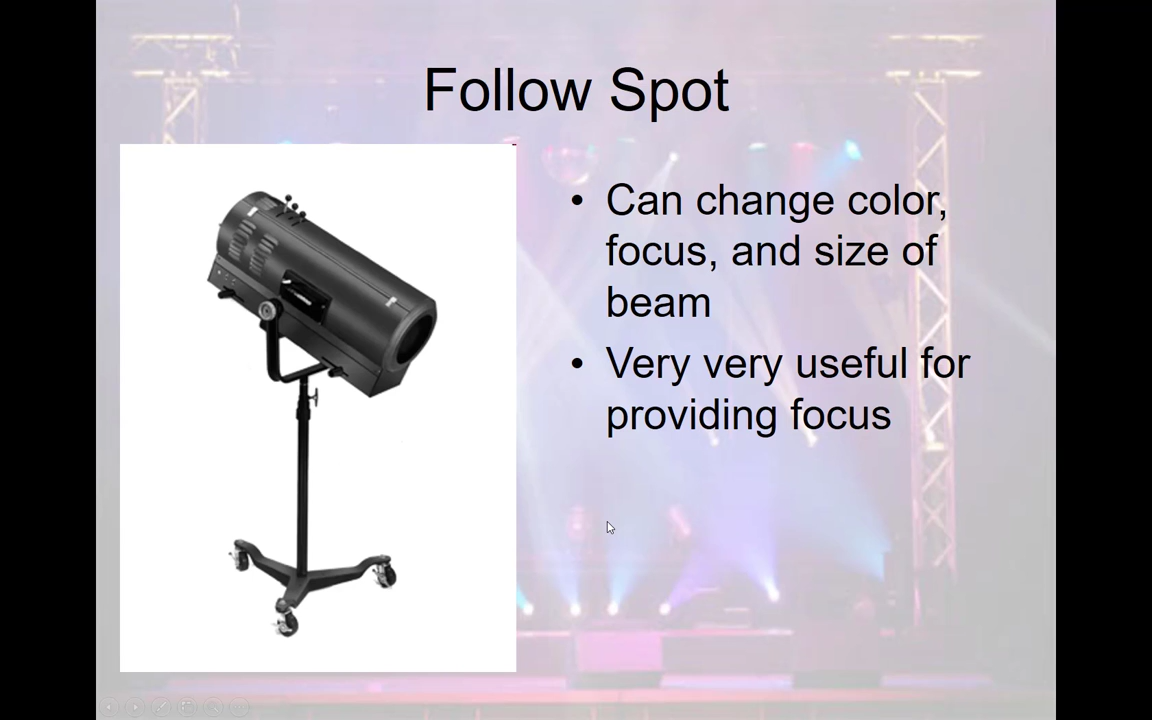 Follow Spot
• Can change color,
focus, and size of
beam
• Very very useful for
providing focus